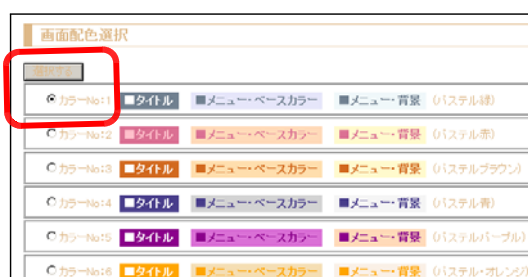 画面配色選択
選択する
カラーNo:1 ■タイトル ■メニュー・ベースカラー ■メニュー・背景 (パステル緑)
カラーNo:2 ■タイトル ■メニュー・ベースカラー ■メニュー・背景 (パステル赤)
カラーNo:3 ■タイトル ■メニュー・ベースカラー ■メニュー・背景 (パステルブラウン)
カラーNo:4 ■タイトル ■メニュー・ベースカラー ■メニュー・背景 (パステル青)
カラーNo:5 ■タイトル ■メニュー・ベースカラー ■メニュー・背景 (パステルパープル)
カラーNo:6 ■タイトル ■メニュー・ベースカラー ■メニュー・背景 (パステル・オレンジ)